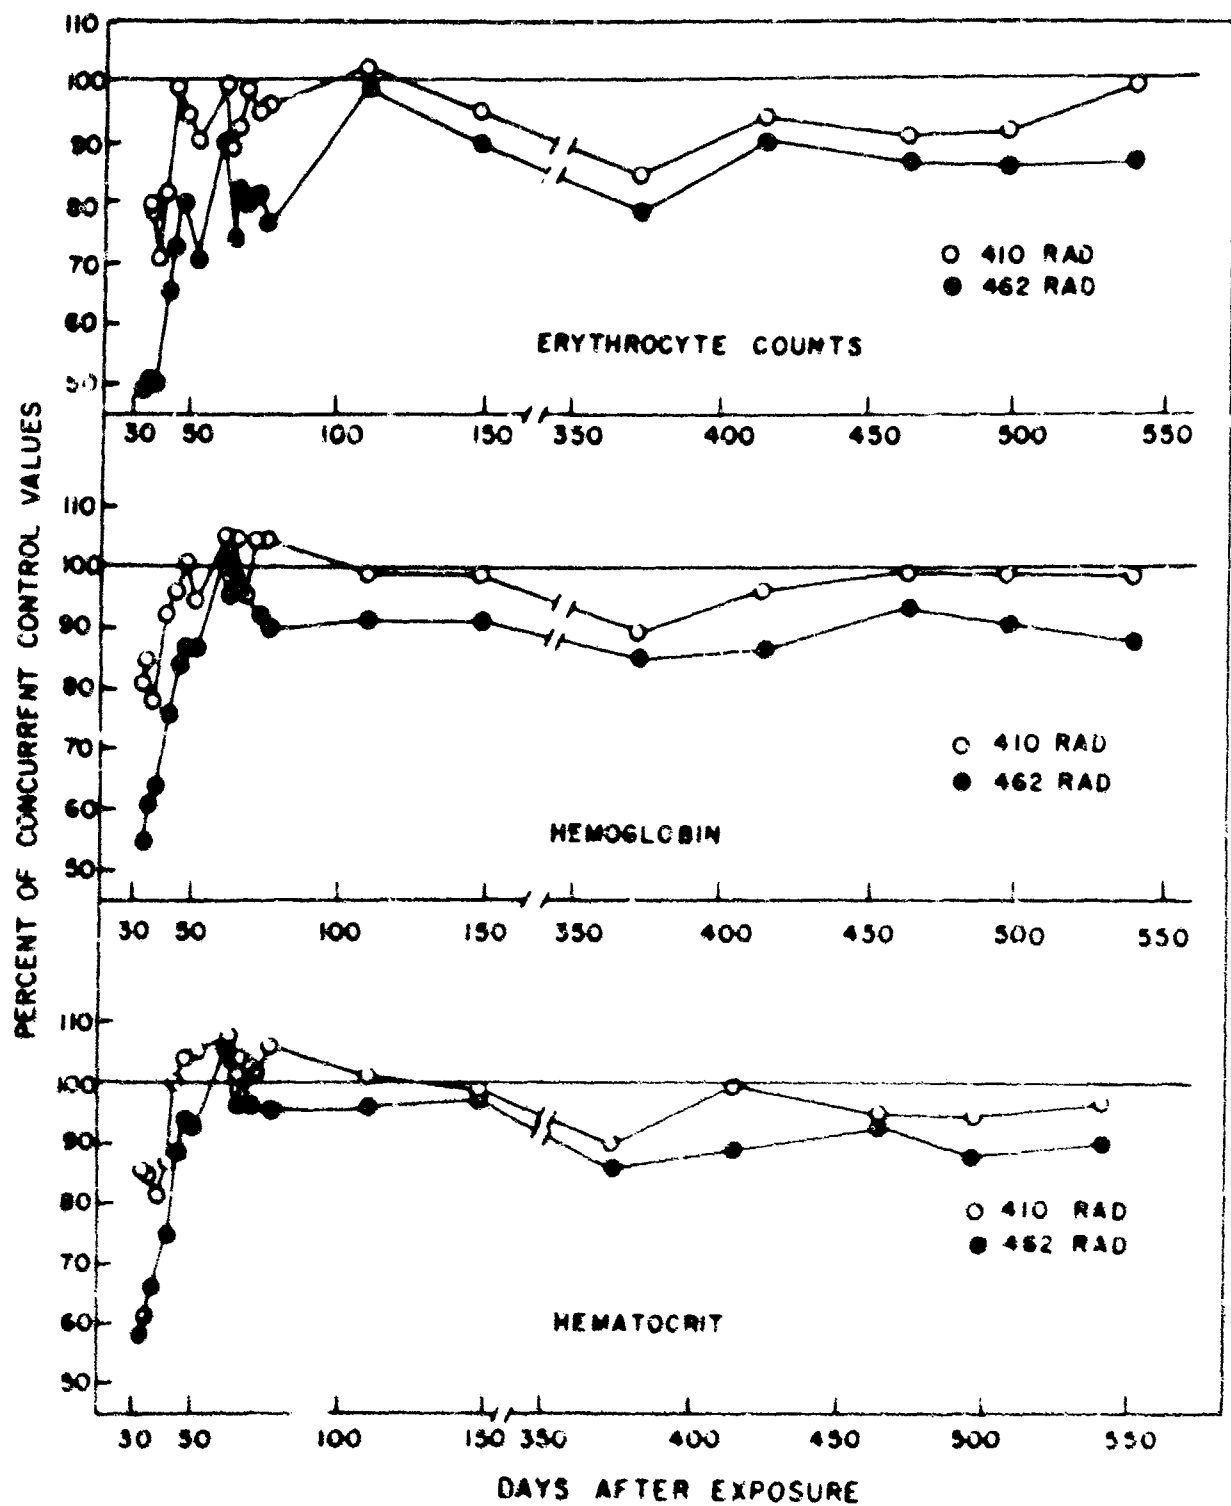 PERCENT OF CONCURRENT CONTROL VALUES
110
100
90
80
70
60
50
410 RAD
462 RAD
ERYTHROCYTE COUNTS
30 50 100 150 350 400 450 500 550
110
100
90
80
70
60
50
410 RAD
462 RAD
HEMOGLOBIN
30 50 100 150 350 400 450 500 550
110
100
90
80
70
60
50
410 RAD
462 RAD
HEMATOCRIT
30 50 100 150 350 400 450 500 550
DAYS AFTER EXPOSURE